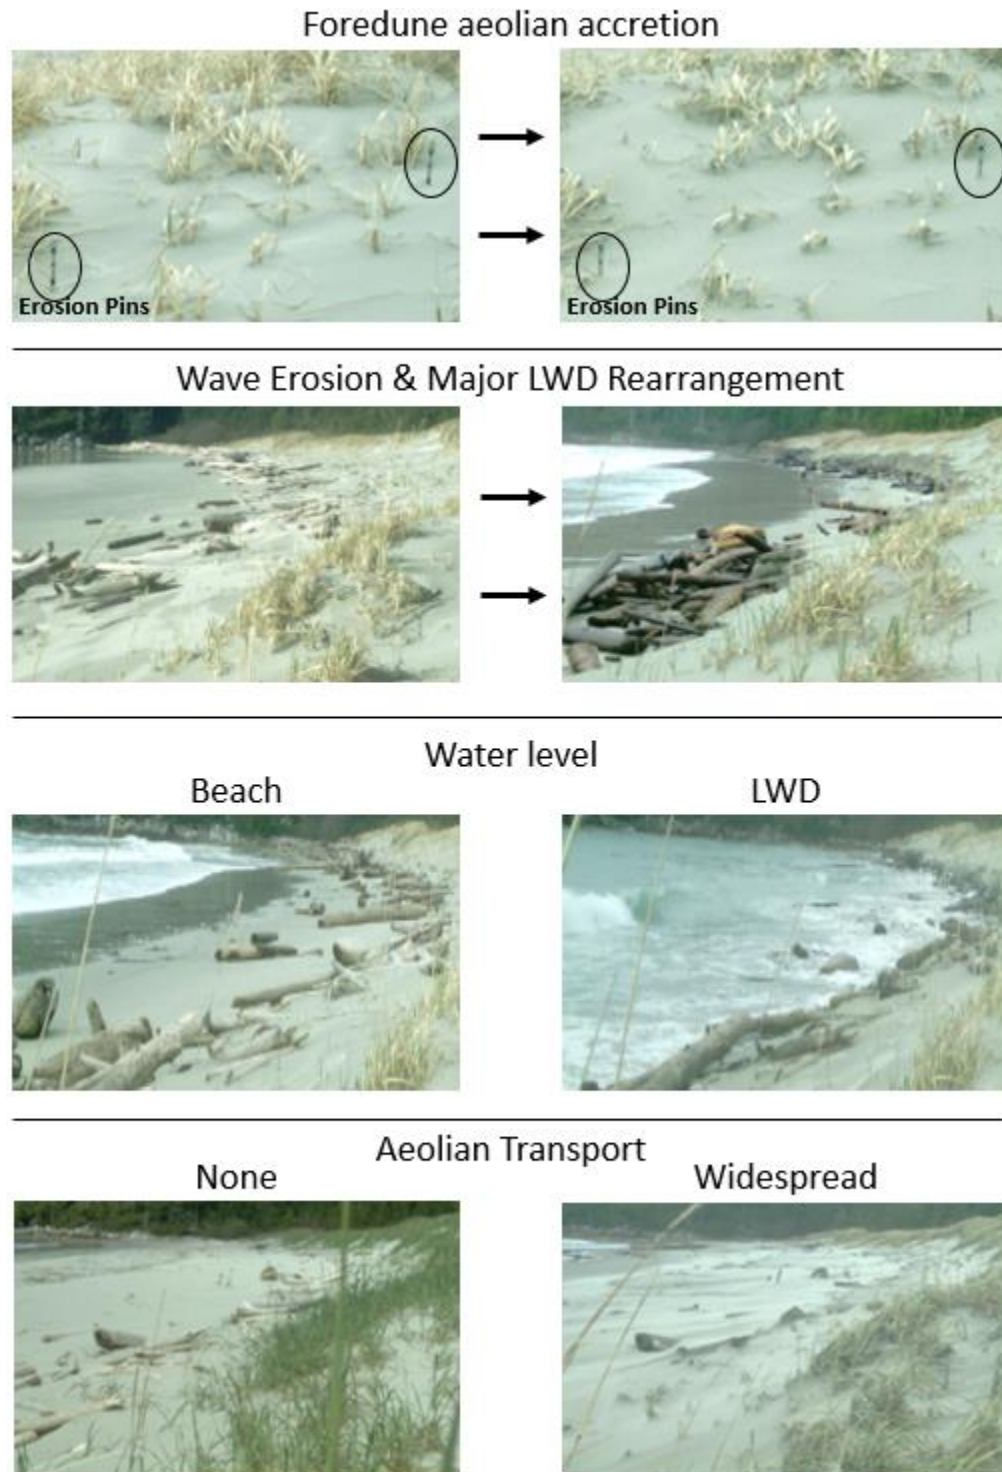 Foredune aeolian accretion
Erosion Pins
Erosion Pins
Wave Erosion & Major LWD Rearrangement
Water level
Beach
LWD
Aeolian Transport
None
Widespread